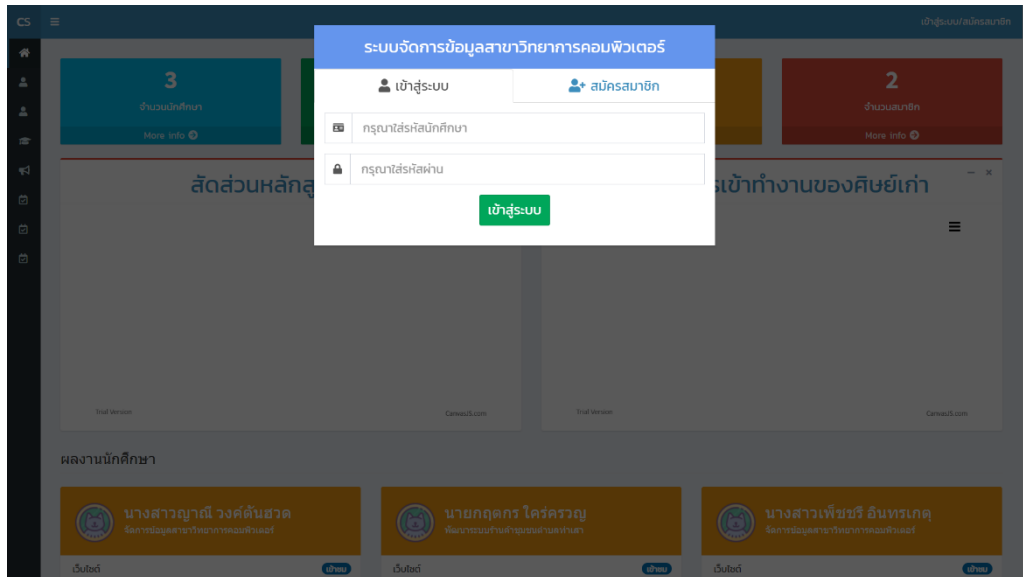 CS
เข้าสู่ระบบ/สมัครสมาชิก
ระบบจัดการข้อมูลสาขาวิทยาการคอมพิวเตอร์
เข้าสู่ระบบ
สมัครสมาชิก
กรุณาใส่รหัสนักศึกษา
กรุณาใส่รหัสผ่าน
เข้าสู่ระบบ
3
จำนวนนักศึกษา
More info
2
จำนวนสมาชิก
More info
สัดส่วนหลักสู
เข้าทำงานของศิษย์เก่า
Trial Version
CanvasJS.com
Trial Version
CanvasJS.com
ผลงานนักศึกษา
นางสาวญาณี วงค์ต้นฮวด
จัดการข้อมูลสาขาวิทยาการคอมพิวเตอร์
เว็บไซต์
เข้าชม
นายกฤตกร ใคร่ครวญ
พัฒนาระบบร้านค้าชุมชนตำบลท่าเสา
เว็บไซต์
เข้าชม
นางสาวเพ็ชชรี อินทรเกตุ
จัดการข้อมูลสาขาวิทยาการคอมพิวเตอร์
เว็บไซต์
เข้าชม